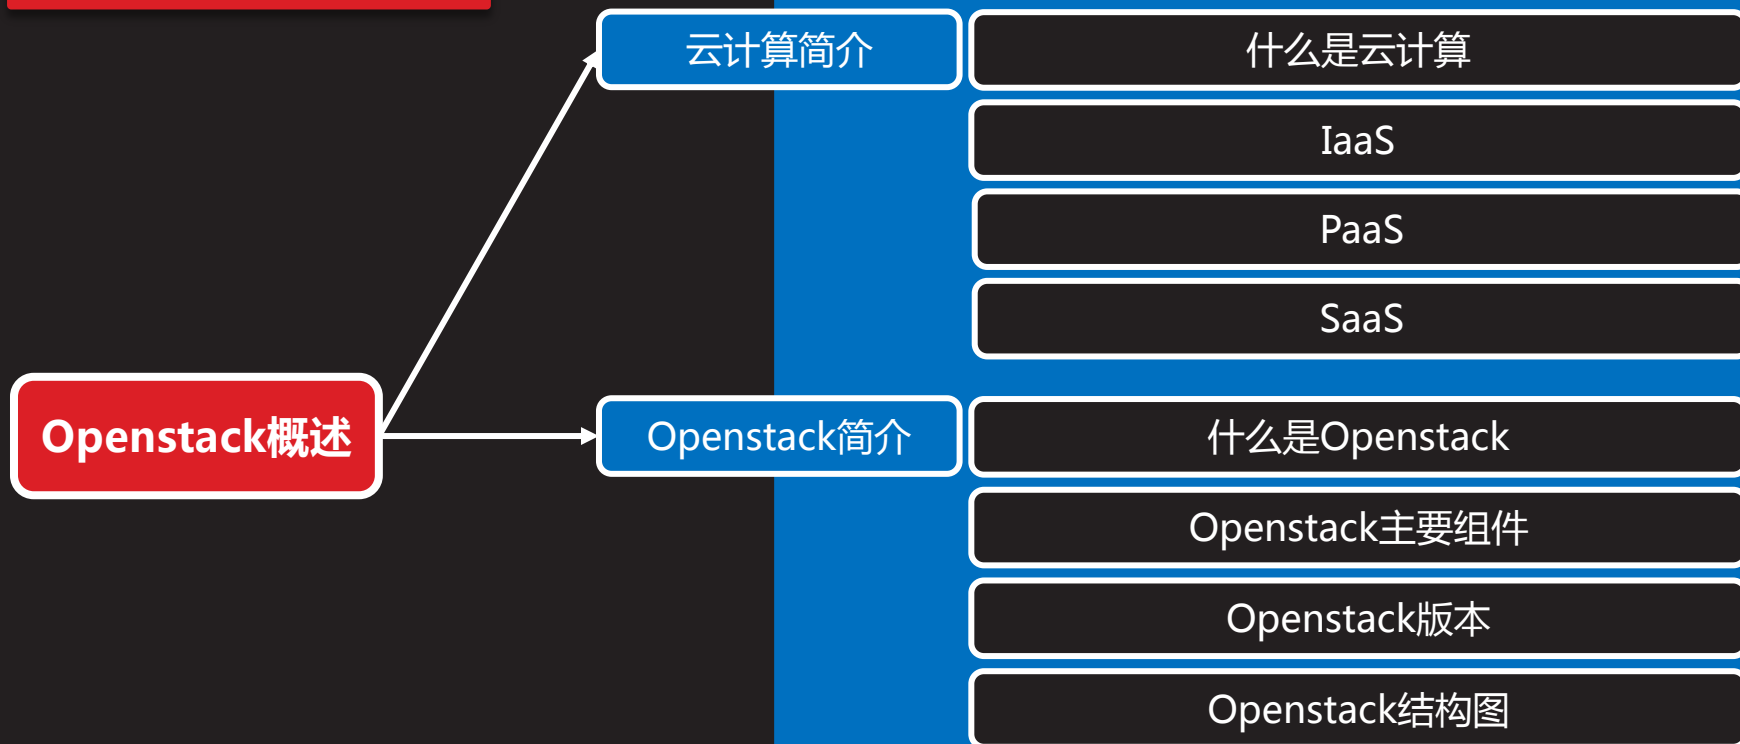 云计算简介
什么是云计算
IaaS
PaaS
SaaS
Openstack概述
Openstack简介
什么是Openstack
Openstack主要组件
Openstack版本
Openstack结构图